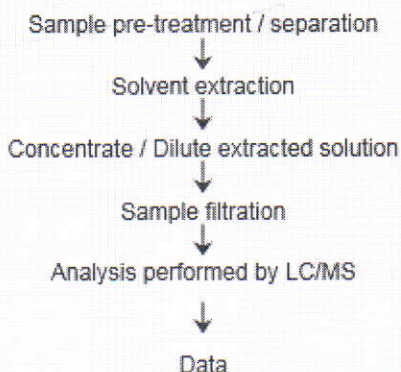 Sample pre-treatment / separation
Solvent extraction
Concentrate / Dilute extracted solution
Sample filtration
Analysis performed by LC/MS
Data